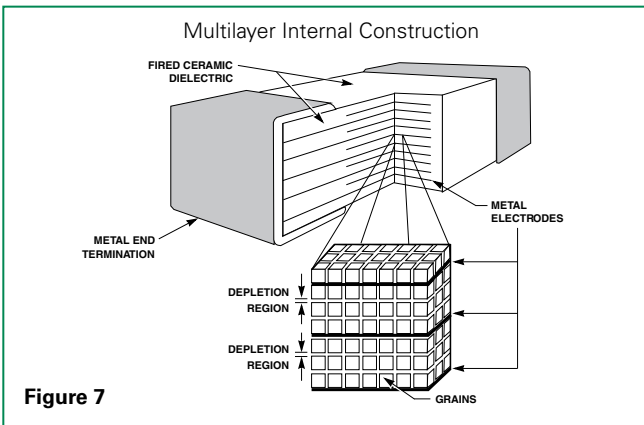 Multilayer Internal Construction
FIRED CERAMIC
DIELECTRIC
METAL
ELECTRODES
METAL END
TERMINATION
DEPLETION
REGION
DEPLETION
REGION
GRAINS
Figure 7